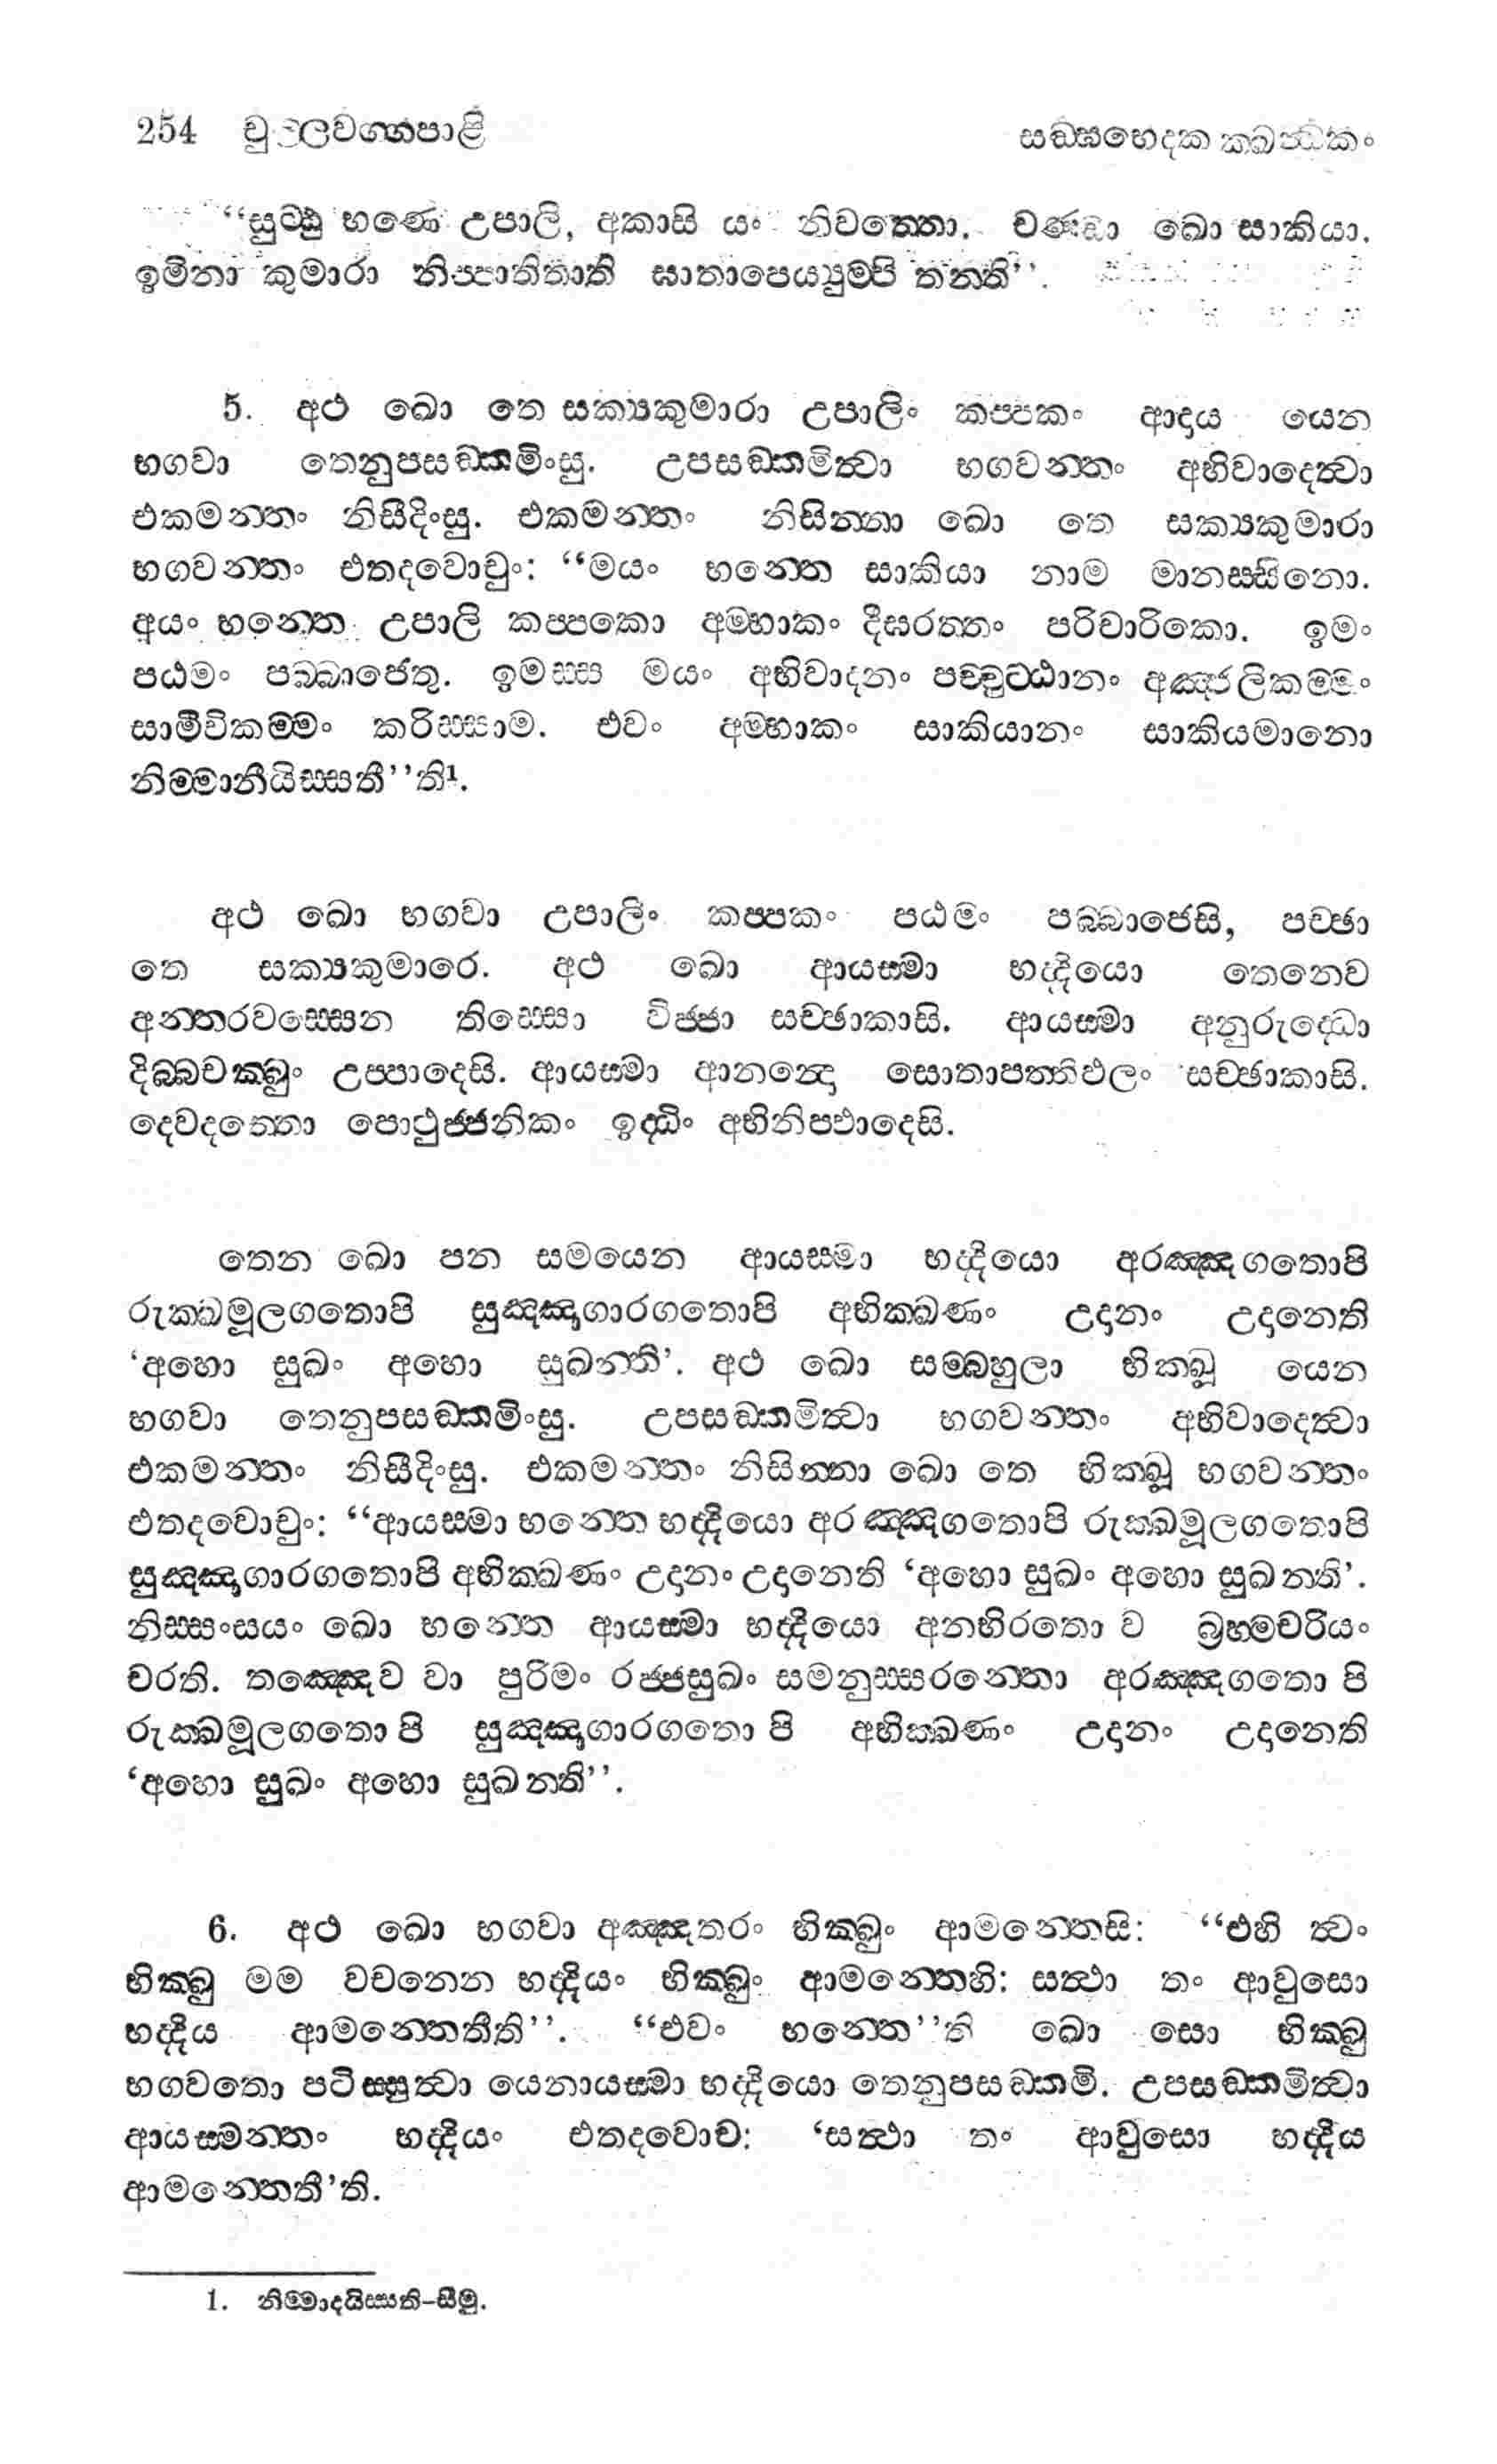 254 චුල්ලවග්ගපාළි
සඞ්ඝභෙදක ක‍ඛන්ධකං
“සුට්ඨු භණෙ උපාලි, අකාසි යං නිවත්තො. චණ්ඩා ඛො සාකියා.
ඉමිනා කුමාරා නිප්පාතිතාති ඝාතාපෙය්‍යුම්පි තන්ති’’.
5. අථ ඛො තෙ සක්‍යකුමාරා උපාලිං කප්පකං ආදාය යෙන
භගවා තෙනුපසඞ්කමිංසු. උපසඞ්කමිත්‍වා භගවන්තං අභිවාදෙත්‍වා
එකමන්තං නිසීදිංසු. එකමන්තං නිසින්නා ඛො තෙ සක්‍යකුමාරා
භගවන්තං එතදවොචුං: “මයං භන්තෙ සාකියා නාම මානස්සිනො.
අයං භන්තෙ උපාලි කප්පකො අම්හාකං දීඝරත්තං පරිචාරිකො. ඉමං
පඨමං පබ්බාජෙතු. ඉමස්ස මයං අභිවාදනං පච්චුට්ඨානං අඤ්ජලිකම්මං
සාමීචිකම්මං කරිස්සාම. එවං අම්හාකං සාකියානං සාකියමානො
නිම්මානීයිස්සතී’’ති¹.
අථ ඛො භගවා උපාලිං කප්පකං පඨමං පබ්බාජෙසි, පච්ඡා
තෙ සක්‍යකුමාරෙ. අථ ඛො ආයස්මා භද්දියො තෙනෙව
අන්තරවස්සෙන තිස්සො විජ්ජා සච්ඡාකාසි. ආයස්මා අනුරුද්ධො
දිබ්බචක්ඛුං උප්පාදෙසි. ආයස්මා ආනන්දො සොතාපත්තිඵලං සච්ඡාකාසි.
දෙවදත්තො පොථුජ්ජනිකං ඉද්ධිං අභිනිප්ඵාදෙසි.
තෙන ඛො පන සමයෙන ආයස්මා භද්දියො අරඤ්ඤගතොපි
රුක්ඛමූලගතොපි සුඤ්ඤාගාරගතොපි අභික්ඛණං උදානං උදානෙති
‘අහො සුඛං අහො සුඛන්ති’. අථ ඛො සම්බහුලා භික්ඛූ යෙන
භගවා තෙනුපසඞ්කමිංසු. උපසඞ්කමිත්‍වා භගවන්තං අභිවාදෙත්‍වා
එකමන්තං නිසීදිංසු. එකමන්තං නිසින්නා ඛො තෙ භික්ඛූ භගවන්තං
එතදවොචුං: “ආයස්මා භන්තෙ භද්දියො අරඤ්ඤගතොපි රුක්ඛමූලගතොපි
සුඤ්ඤාගාරගතොපි අභික්ඛණං උදානං උදානෙති ‘අහො සුඛං අහො සුඛන්ති’.
නිස්සංසයං ඛො භන්තෙ ආයස්මා භද්දියො අනභිරතො ව බ්‍රහ්මචරියං
චරති. තඤ්ඤෙව වා පුරිමං රජ්ජසුඛං සමනුස්සරන්තො අරඤ්ඤගතො පි
රුක්ඛමූලගතො පි සුඤ්ඤාගාරගතො පි අභික්ඛණං උදානං උදානෙති
‘අහො සුඛං අහො සුඛන්ති’’.
6. අථ ඛො භගවා අඤ්ඤතරං භික්ඛුං ආමන්තෙසි: “එහි ත්‍වං
භික්ඛු මම වචනෙන භද්දියං භික්ඛුං ආමන්තෙහි: සත්‍ථා තං ආවුසො
භද්දිය ආමන්තෙතීති’’. “එවං භන්තෙ’’ති ඛො සො භික්ඛු
භගවතො පටිස්සුත්‍වා යෙනායස්මා භද්දියො තෙනුපසඞ්කමි. උපසඞ්කමිත්‍වා
ආයස්මන්තං භද්දියං එතදවොච: ‘සත්‍ථා තං ආවුසො භද්දිය
ආමන්තෙතී’ති.
1. නිම්මාදයිස්සති–සීමු.